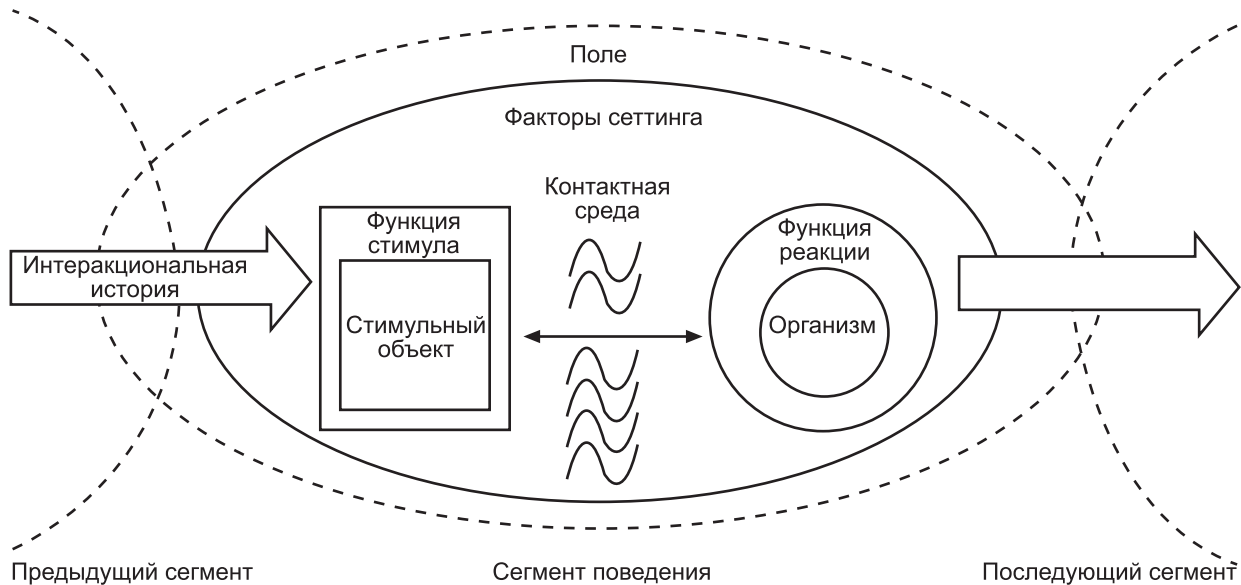 Поле
Факторы сеттинга
Контактная
среда
Функция
стимула
Функция
реакции
Интеракциональная
история
Стимульный
объект
Организм
Предыдущий сегмент
Сегмент поведения
Последующий сегмент